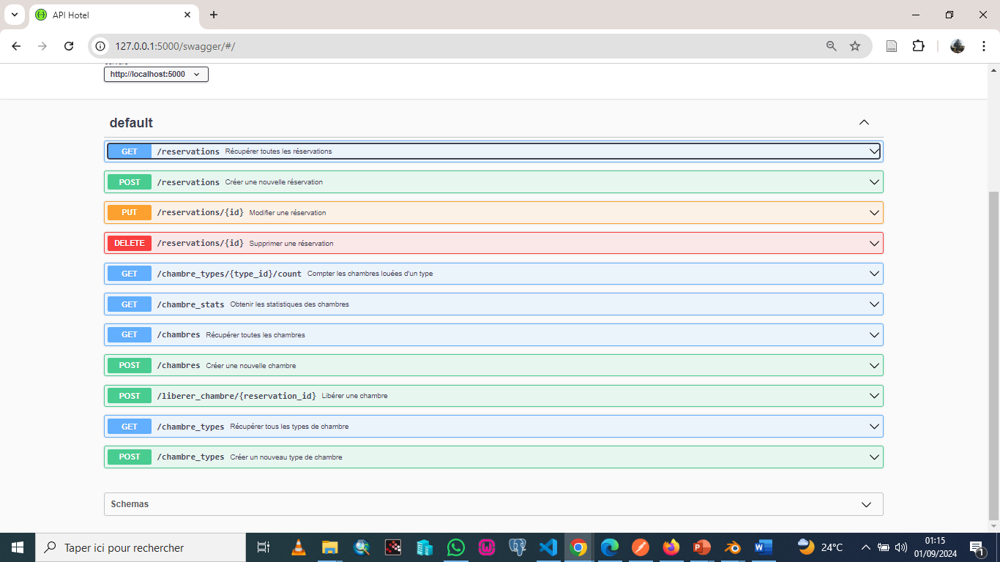 API Hotel
127.0.0.1:5000/swagger/#/
http://localhost:5000
default
GET /reservations Récupérer toutes les réservations
POST /reservations Créer une nouvelle réservation
PUT /reservations/{id} Modifier une réservation
DELETE /reservations/{id} Supprimer une réservation
GET /chambre_types/{type_id}/count Compter les chambres louées d'un type
GET /chambre_stats Obtenir les statistiques des chambres
GET /chambres Récupérer toutes les chambres
POST /chambres Créer une nouvelle chambre
POST /liberer_chambre/{reservation_id} Libérer une chambre
GET /chambre_types Récupérer tous les types de chambre
POST /chambre_types Créer un nouveau type de chambre
Schemas
Taper ici pour rechercher
24°C
01:15
01/09/2024
1